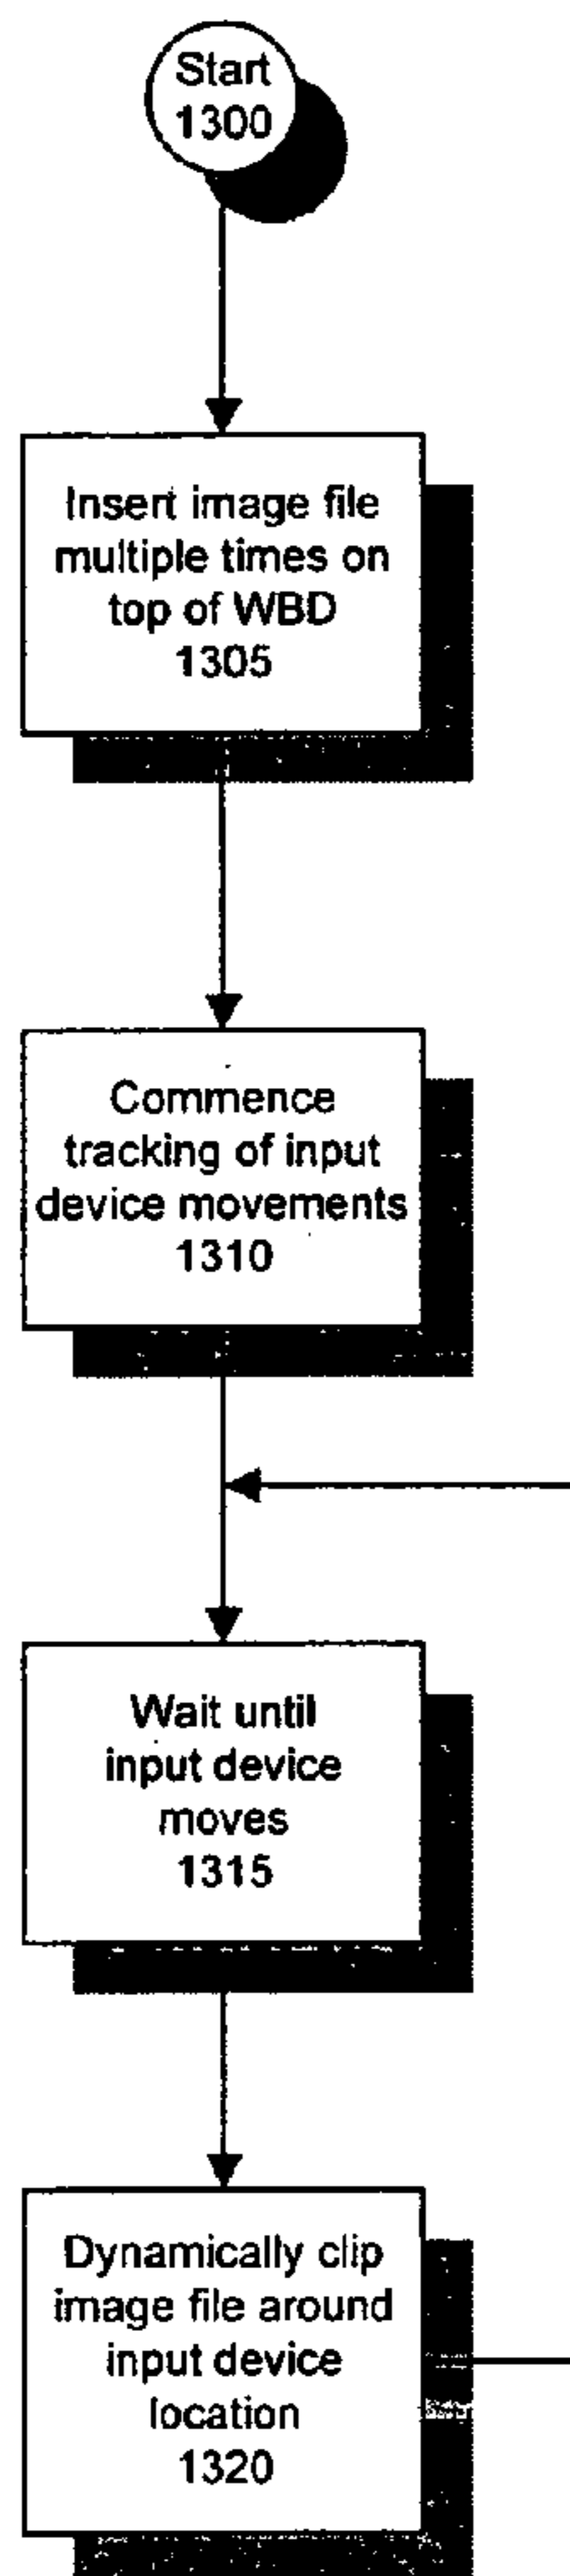 Start
1300
Insert image file
multiple times on
top of WBD
1305
Commence
tracking of input
device movements
1310
Wait until
input device
moves
1315
Dynamically clip
image file around
input device
location
1320